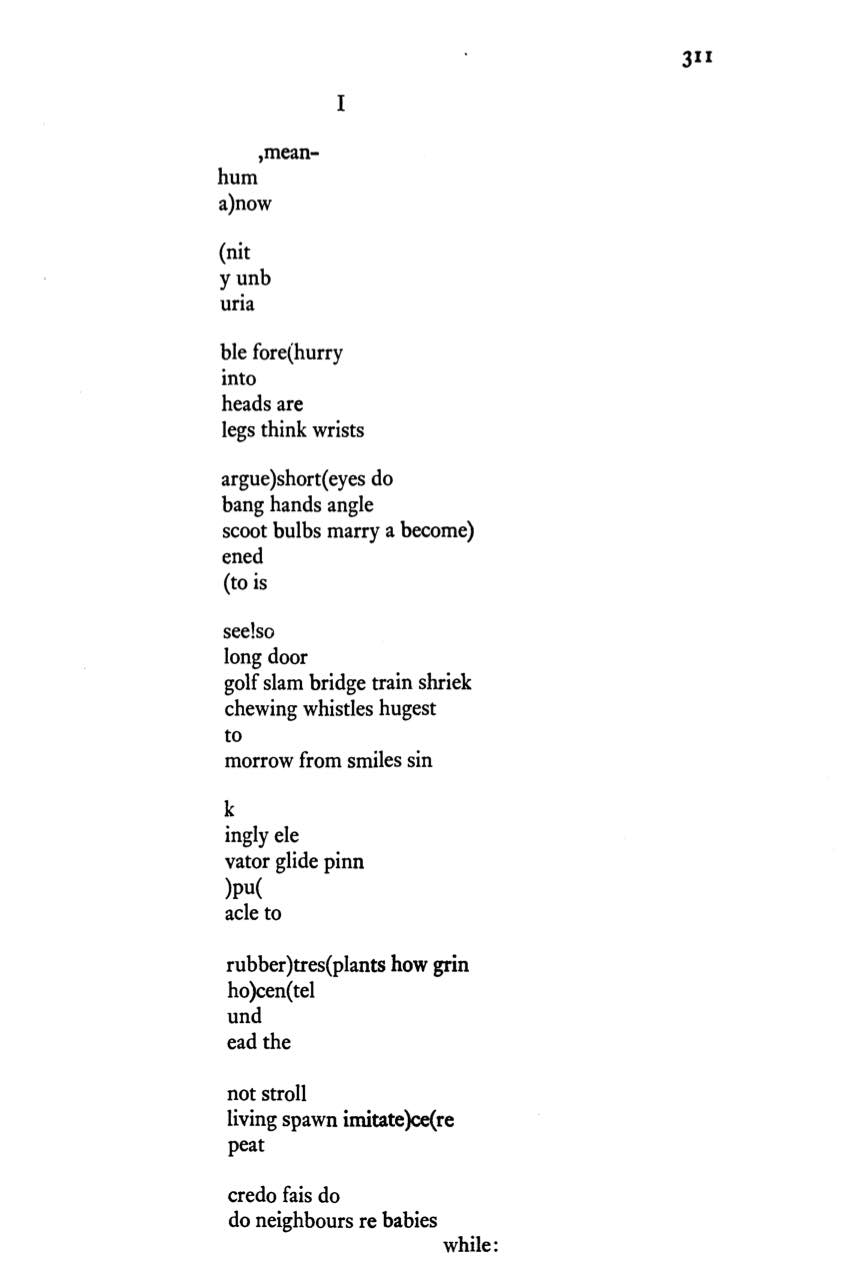 311
I
,mean-
hum
a)now
(nit
y unb
uria
ble fore(hurry
into
heads are
legs think wrists
argue)short(eyes do
bang hands angle
scoot bulbs marry a become)
ened
(to is
see!so
long door
golf slam bridge train shriek
chewing whistles hugest
to
morrow from smiles sin
k
ingly ele
vator glide pinn
)pu(
acle to
rubber)tres(plants how grin
ho)cen(tel
und
ead the
not stroll
living spawn imitate)ce(re
peat
credo fais do
do neighbours re babies
while: